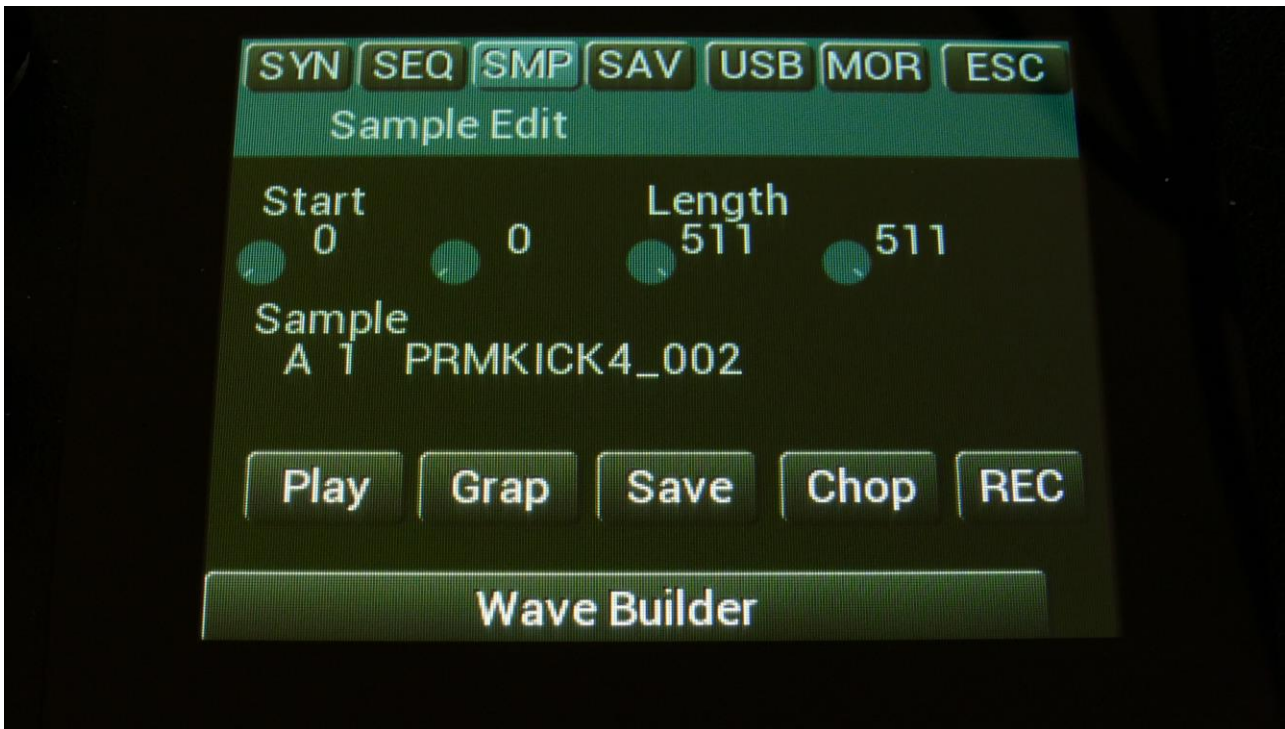 SYN SEQ SMP SAV USB MOR ESC
Sample Edit
Start Length
0 0 511 511
Sample
A 1 PRMKICK4_002
Play Grap Save Chop REC
Wave Builder